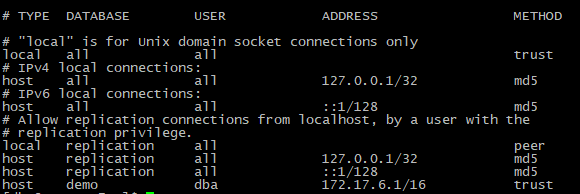 # TYPE DATABASE USER ADDRESS METHOD
# "local" is for Unix domain socket connections only
local all all trust
# IPv4 local connections:
host all all 127.0.0.1/32 md5
# IPv6 local connections:
host all all ::1/128 md5
# Allow replication connections from localhost, by a user with the
# replication privilege.
local replication all peer
host replication all 127.0.0.1/32 md5
host replication all ::1/128 md5
host demo dba 172.17.6.1/16 trust